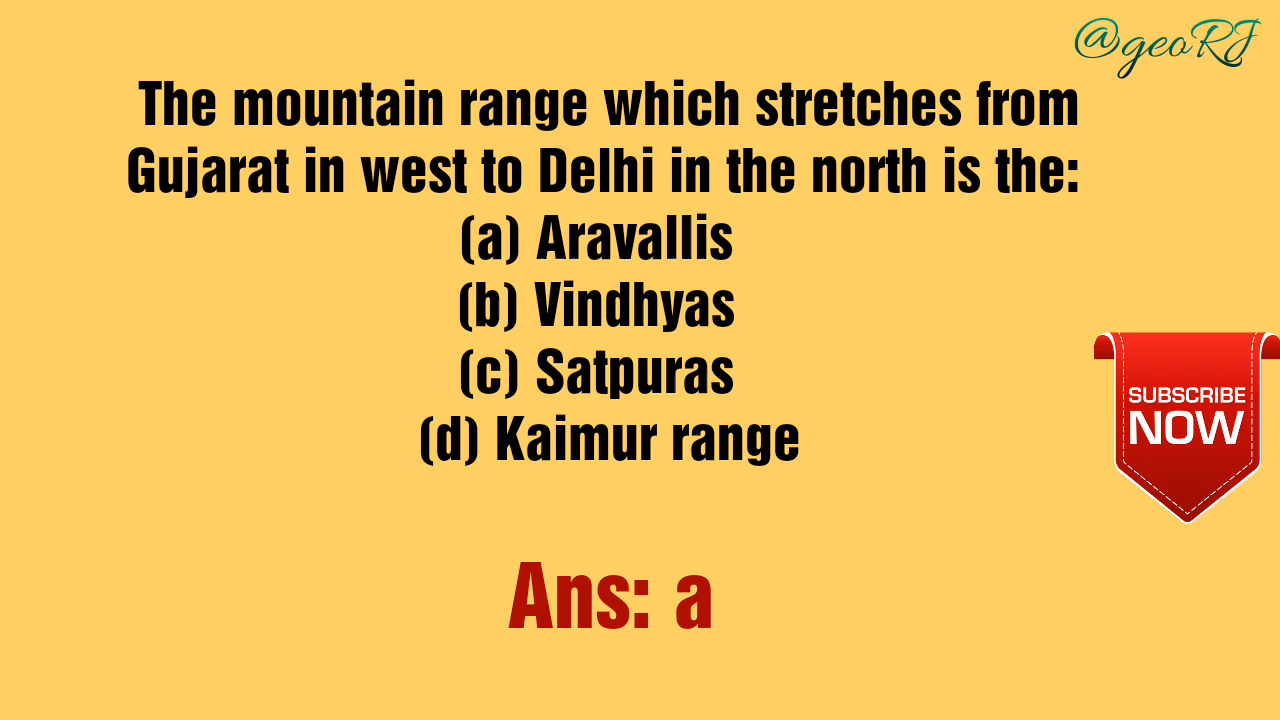 @geoRJ
The mountain range which stretches from
Gujarat in west to Delhi in the north is the:
(a) Aravallis
(b) Vindhyas
(c) Satpuras
(d) Kaimur range
SUBSCRIBE
NOW
Ans: a